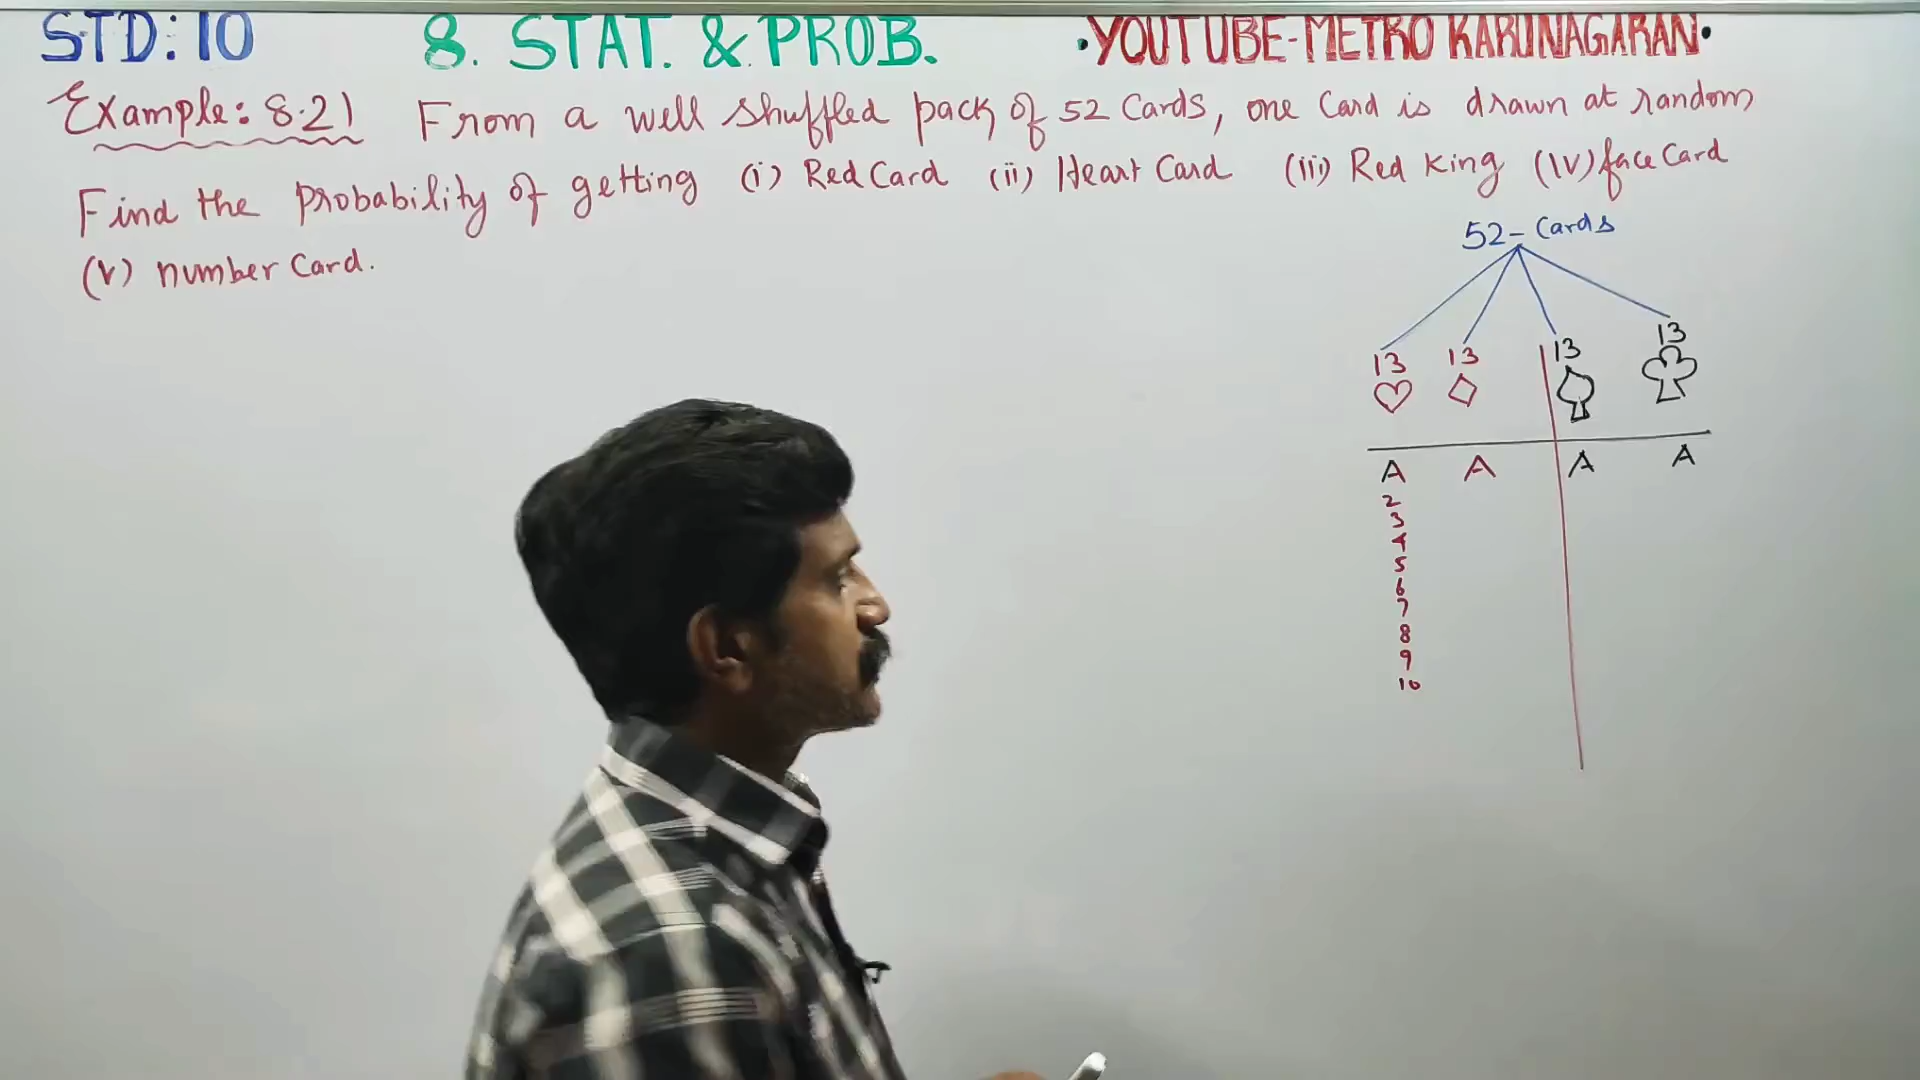 STD: 10 8. STAT. & PROB. •YOUTUBE-METRO KARUNAGARAN•
Example: 8.21 From a well shuffled pack of 52 Cards, one Card is drawn at random
Find the probability of getting (i) Red Card (ii) Heart Card (iii) Red King (iv) face Card
(v) number Card.
52 - Cards
13 13 13 13
♡ ◇ ♤ ♧
A A A A
2
3
4
5
6
7
8
9
10